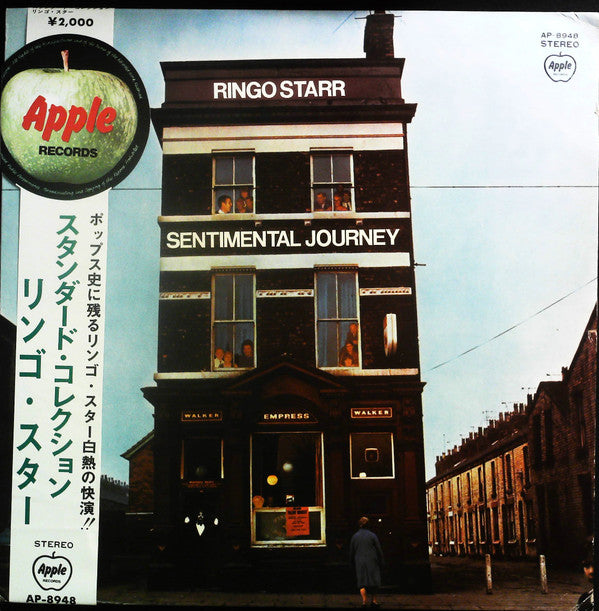 リンゴ・スター
¥2,000
Apple
RECORDS
ポップス史に残るリンゴ・スター白熱の快演!!
スタンダード・コレクション
リンゴ・スター
STEREO
Apple
RECORDS
AP-8948
AP-8948
STEREO
Apple
RINGO STARR
SENTIMENTAL JOURNEY
WALKER
EMPRESS
WALKER